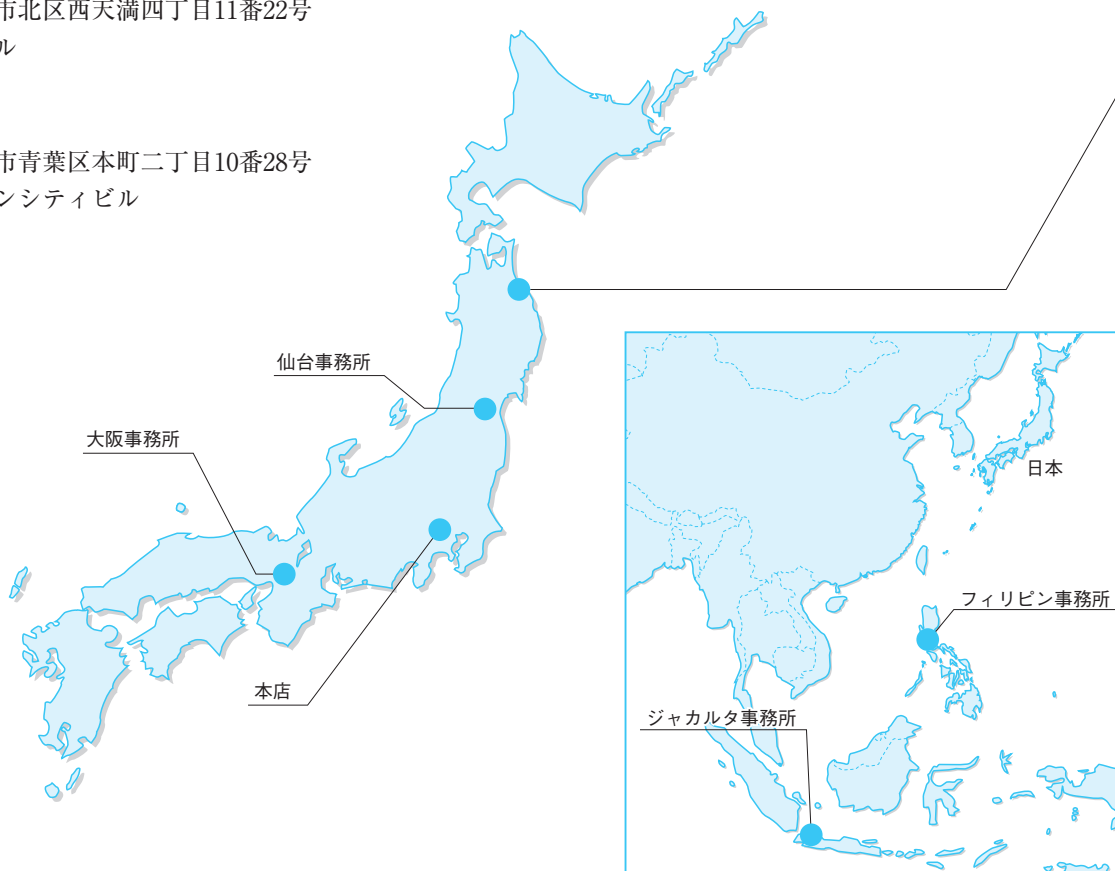 市北区西天満四丁目11番22号
ル
市青葉区本町二丁目10番28号
ンシティビル
仙台事務所
大阪事務所
本店
日本
フィリピン事務所
ジャカルタ事務所